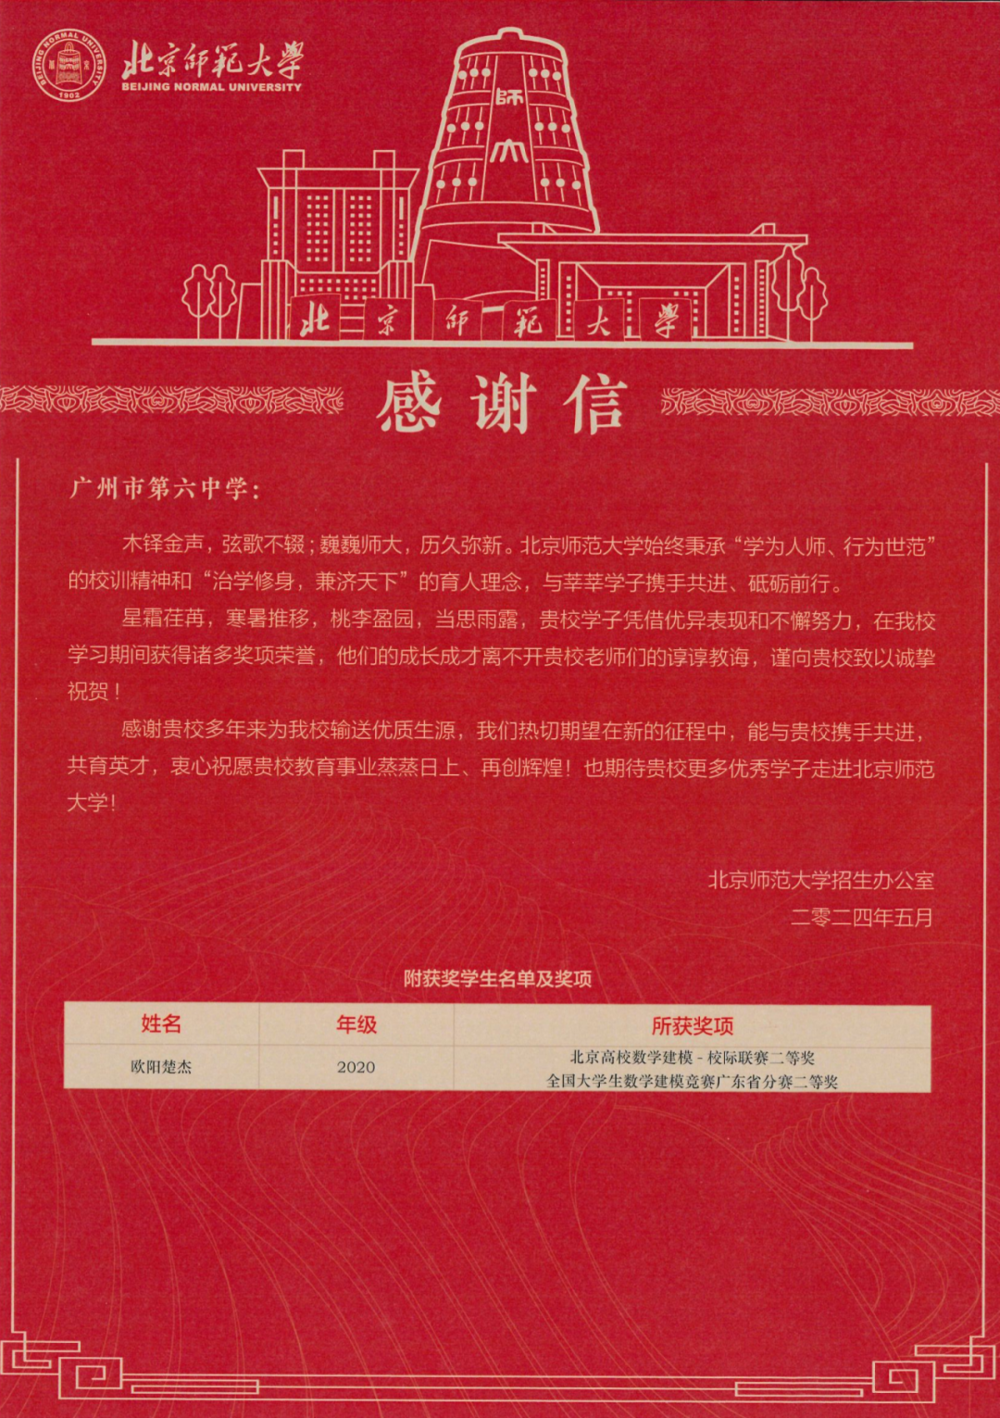 BEIJING NORMAL UNIVERSITY
1902
北京师範大學
BEIJING NORMAL UNIVERSITY
師
大
北京师範大學
感谢信
广州市第六中学：
木铎金声，弦歌不辍；巍巍师大，历久弥新。北京师范大学始终秉承“学为人师、行为世范”
的校训精神和“治学修身，兼济天下”的育人理念，与莘莘学子携手共进、砥砺前行。
星霜荏苒，寒暑推移，桃李盈园，当思雨露，贵校学子凭借优异表现和不懈努力，在我校
学习期间获得诸多奖项荣誉，他们的成长成才离不开贵校老师们的谆谆教诲，谨向贵校致以诚挚
祝贺！
感谢贵校多年来为我校输送优质生源，我们热切期望在新的征程中，能与贵校携手共进，
共育英才，衷心祝愿贵校教育事业蒸蒸日上、再创辉煌！也期待贵校更多优秀学子走进北京师范
大学！
北京师范大学招生办公室
二零二四年五月
附获奖学生名单及奖项
姓名 年级 所获奖项
欧阳楚杰 2020 北京高校数学建模 - 校际联赛二等奖
全国大学生数学建模竞赛广东省分赛二等奖